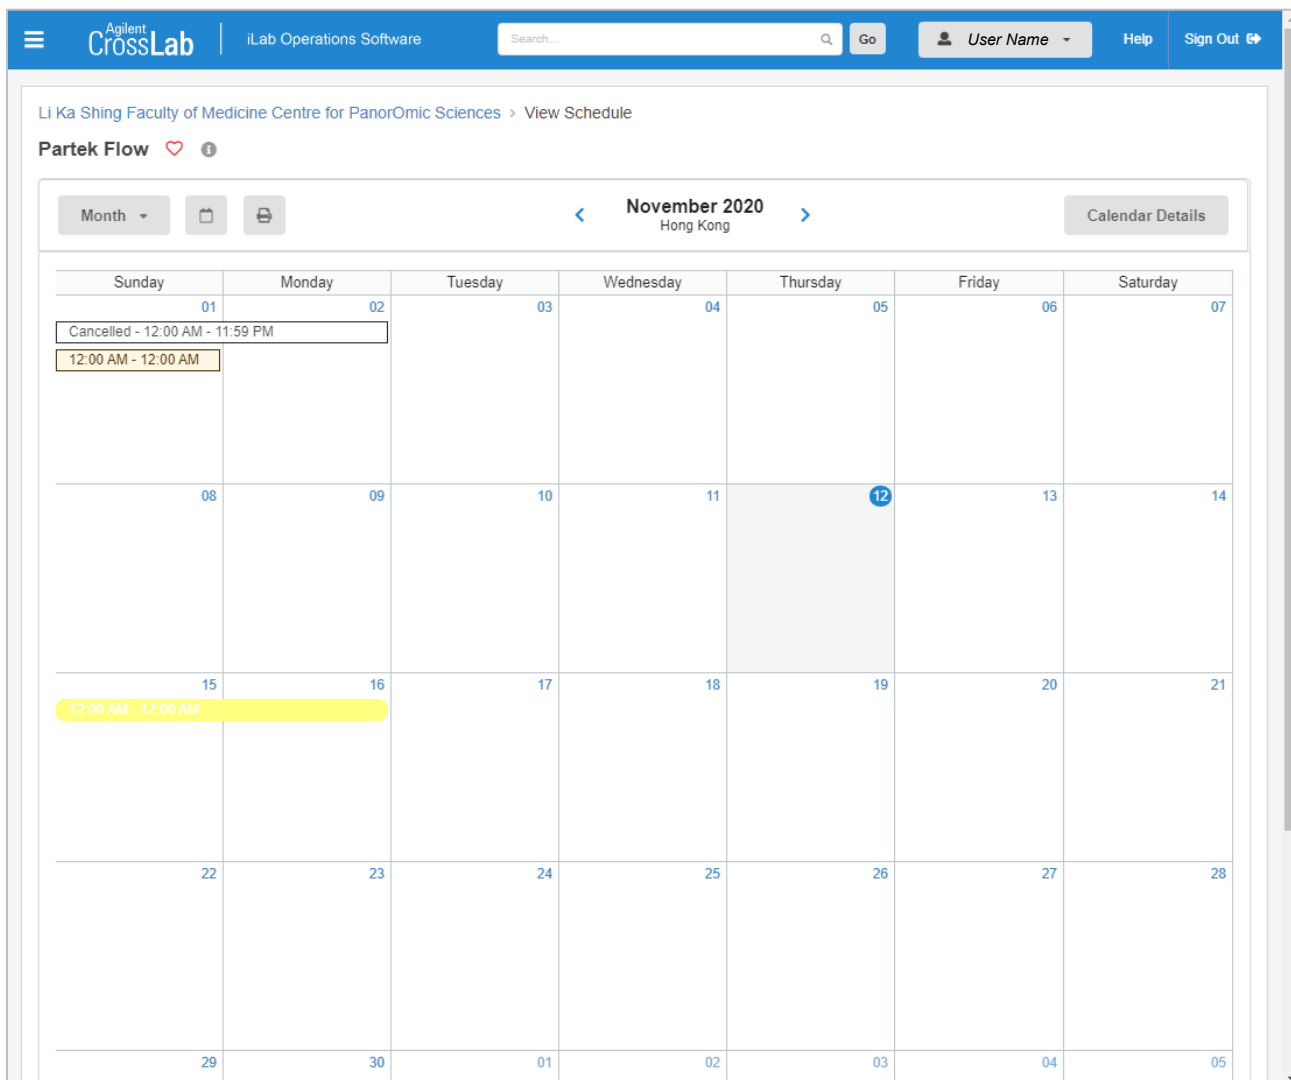 Agilent
CrossLab
iLab Operations Software
Search...
Go
User Name
Help
Sign Out
Li Ka Shing Faculty of Medicine Centre for PanorOmic Sciences > View Schedule
Partek Flow
Month
November 2020
Hong Kong
Calendar Details
Sunday Monday Tuesday Wednesday Thursday Friday Saturday
01 02 03 04 05 06 07
Cancelled - 12:00 AM - 11:59 PM
12:00 AM - 12:00 AM
08 09 10 11 12 13 14
15 16 17 18 19 20 21
12:00 AM - 12:00 AM
22 23 24 25 26 27 28
29 30 01 02 03 04 05